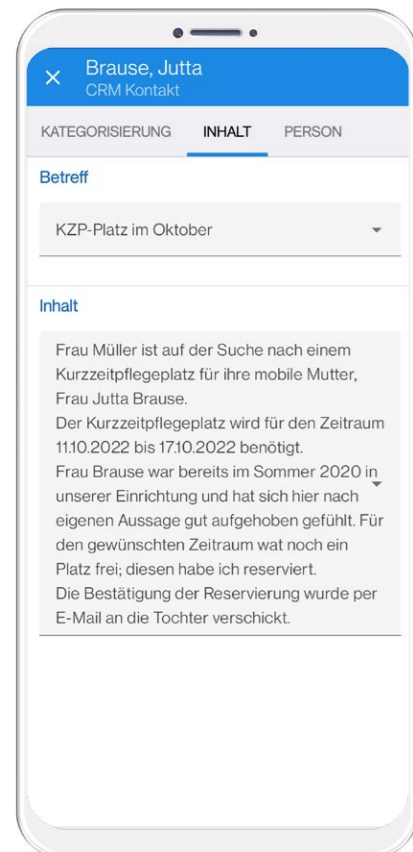 Brause, Jutta
CRM Kontakt
KATEGORISIERUNG INHALT PERSON
Betreff
KZP-Platz im Oktober
Inhalt
Frau Müller ist auf der Suche nach einem
Kurzzeitpflegeplatz für ihre mobile Mutter,
Frau Jutta Brause.
Der Kurzzeitpflegeplatz wird für den Zeitraum
11.10.2022 bis 17.10.2022 benötigt.
Frau Brause war bereits im Sommer 2020 in
unserer Einrichtung und hat sich hier nach
eigenen Aussage gut aufgehoben gefühlt. Für
den gewünschten Zeitraum wat noch ein
Platz frei; diesen habe ich reserviert.
Die Bestätigung der Reservierung wurde per
E-Mail an die Tochter verschickt.